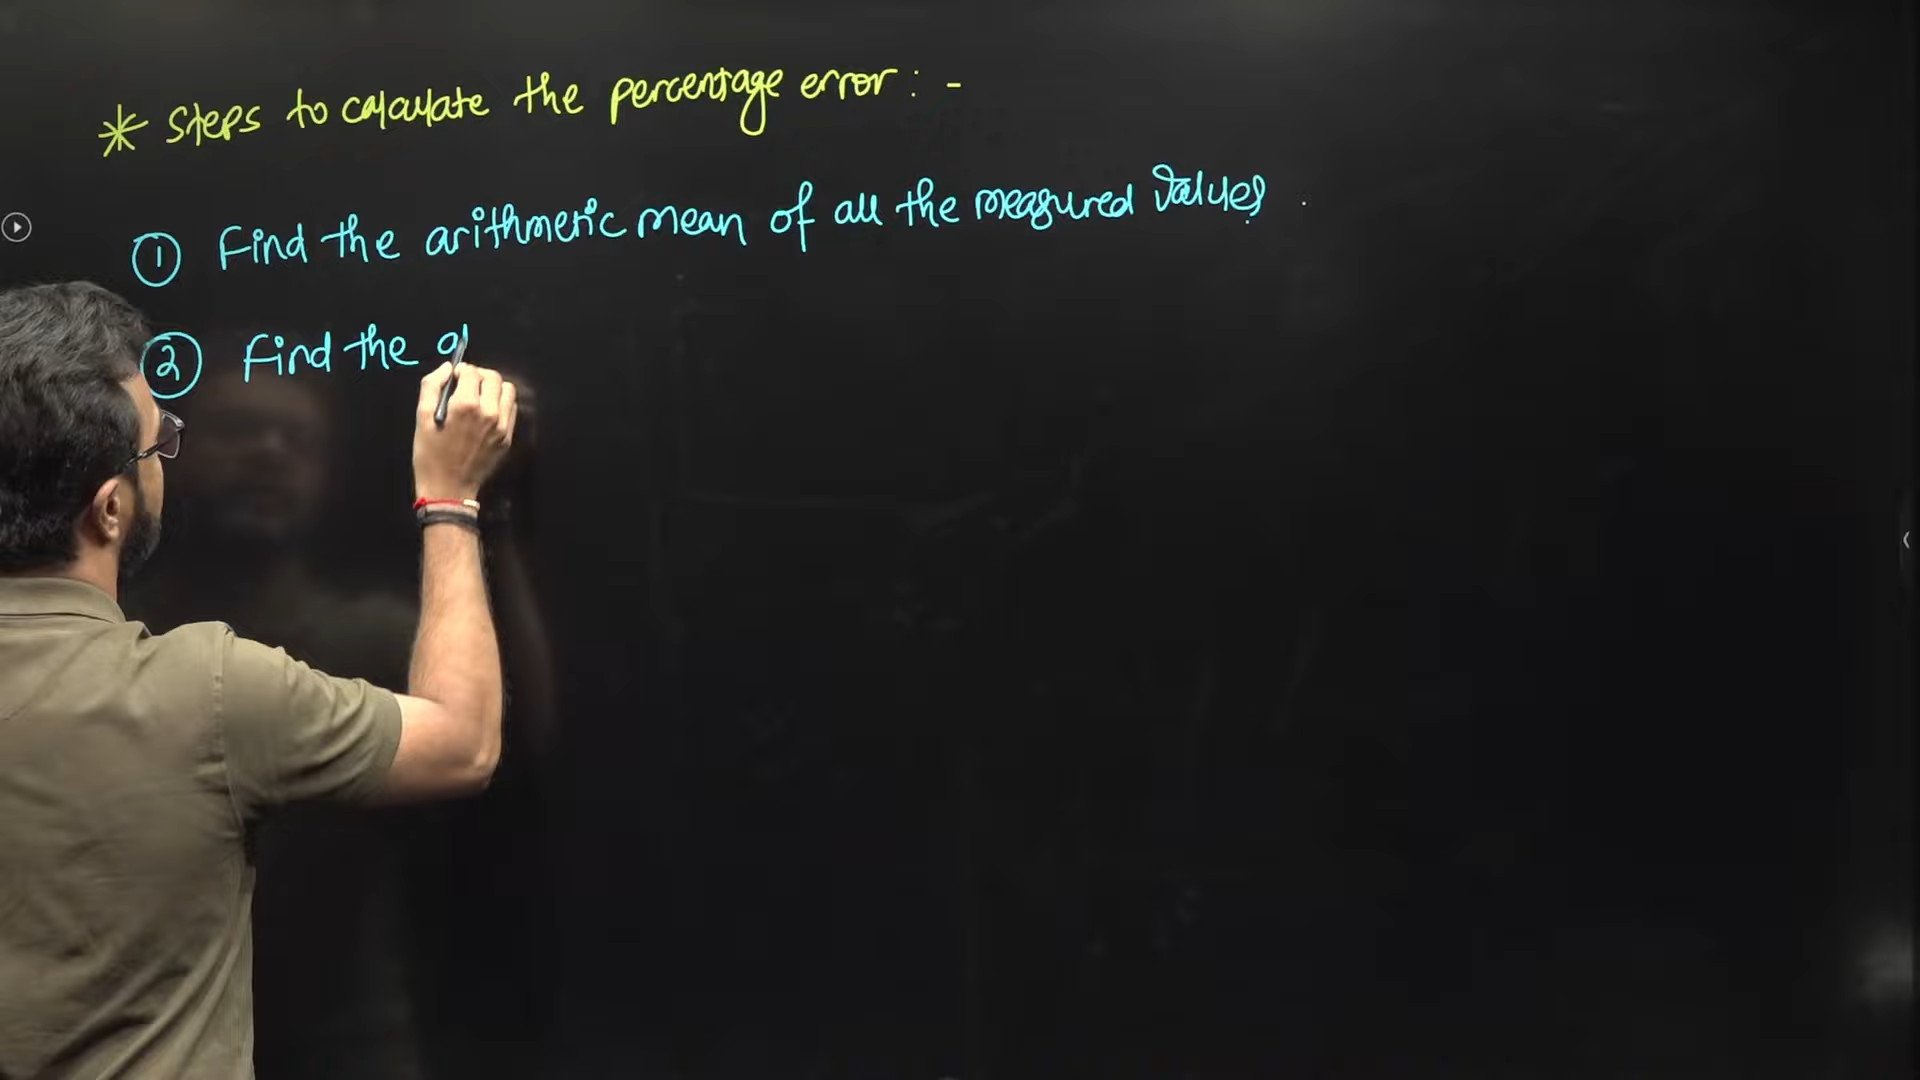 * Steps to calculate the percentage error : -
① Find the arithmetic mean of all the measured values .
② Find the